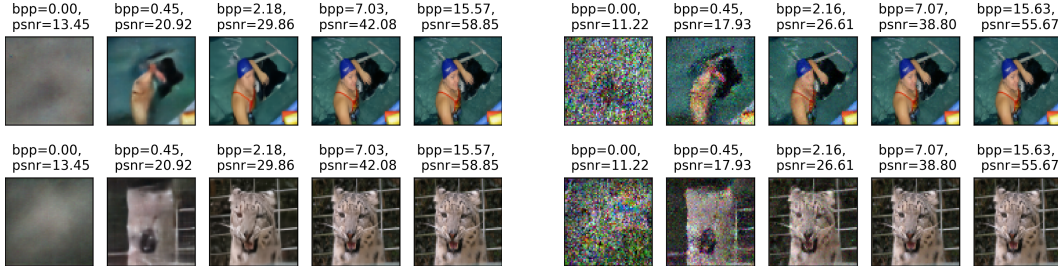 bpp=0.00,
psnr=13.45
bpp=0.45,
psnr=20.92
bpp=2.18,
psnr=29.86
bpp=7.03,
psnr=42.08
bpp=15.57,
psnr=58.85
bpp=0.00,
psnr=11.22
bpp=0.45,
psnr=17.93
bpp=2.16,
psnr=26.61
bpp=7.07,
psnr=38.80
bpp=15.63,
psnr=55.67
bpp=0.00,
psnr=13.45
bpp=0.45,
psnr=20.92
bpp=2.18,
psnr=29.86
bpp=7.03,
psnr=42.08
bpp=15.57,
psnr=58.85
bpp=0.00,
psnr=11.22
bpp=0.45,
psnr=17.93
bpp=2.16,
psnr=26.61
bpp=7.07,
psnr=38.80
bpp=15.63,
psnr=55.67